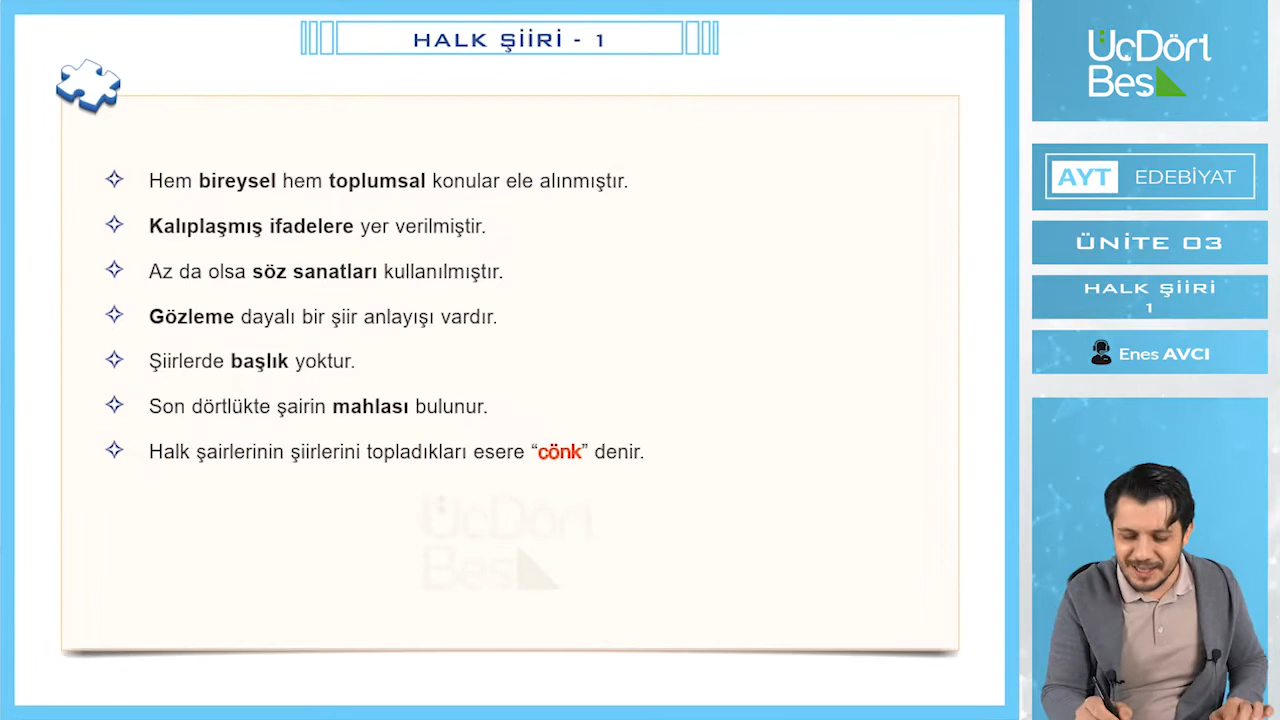 HALK ŞİİRİ - 1
Hem bireysel hem toplumsal konular ele alınmıştır.
Kalıplaşmış ifadelere yer verilmiştir.
Az da olsa söz sanatları kullanılmıştır.
Gözleme dayalı bir şiir anlayışı vardır.
Şiirlerde başlık yoktur.
Son dörtlükte şairin mahlası bulunur.
Halk şairlerinin şiirlerini topladıkları esere “cönk” denir.
ÜçDört
Beş
ÜçDört
Beş
AYT EDEBİYAT
ÜNİTE 03
HALK ŞİİRİ
1
Enes AVCI